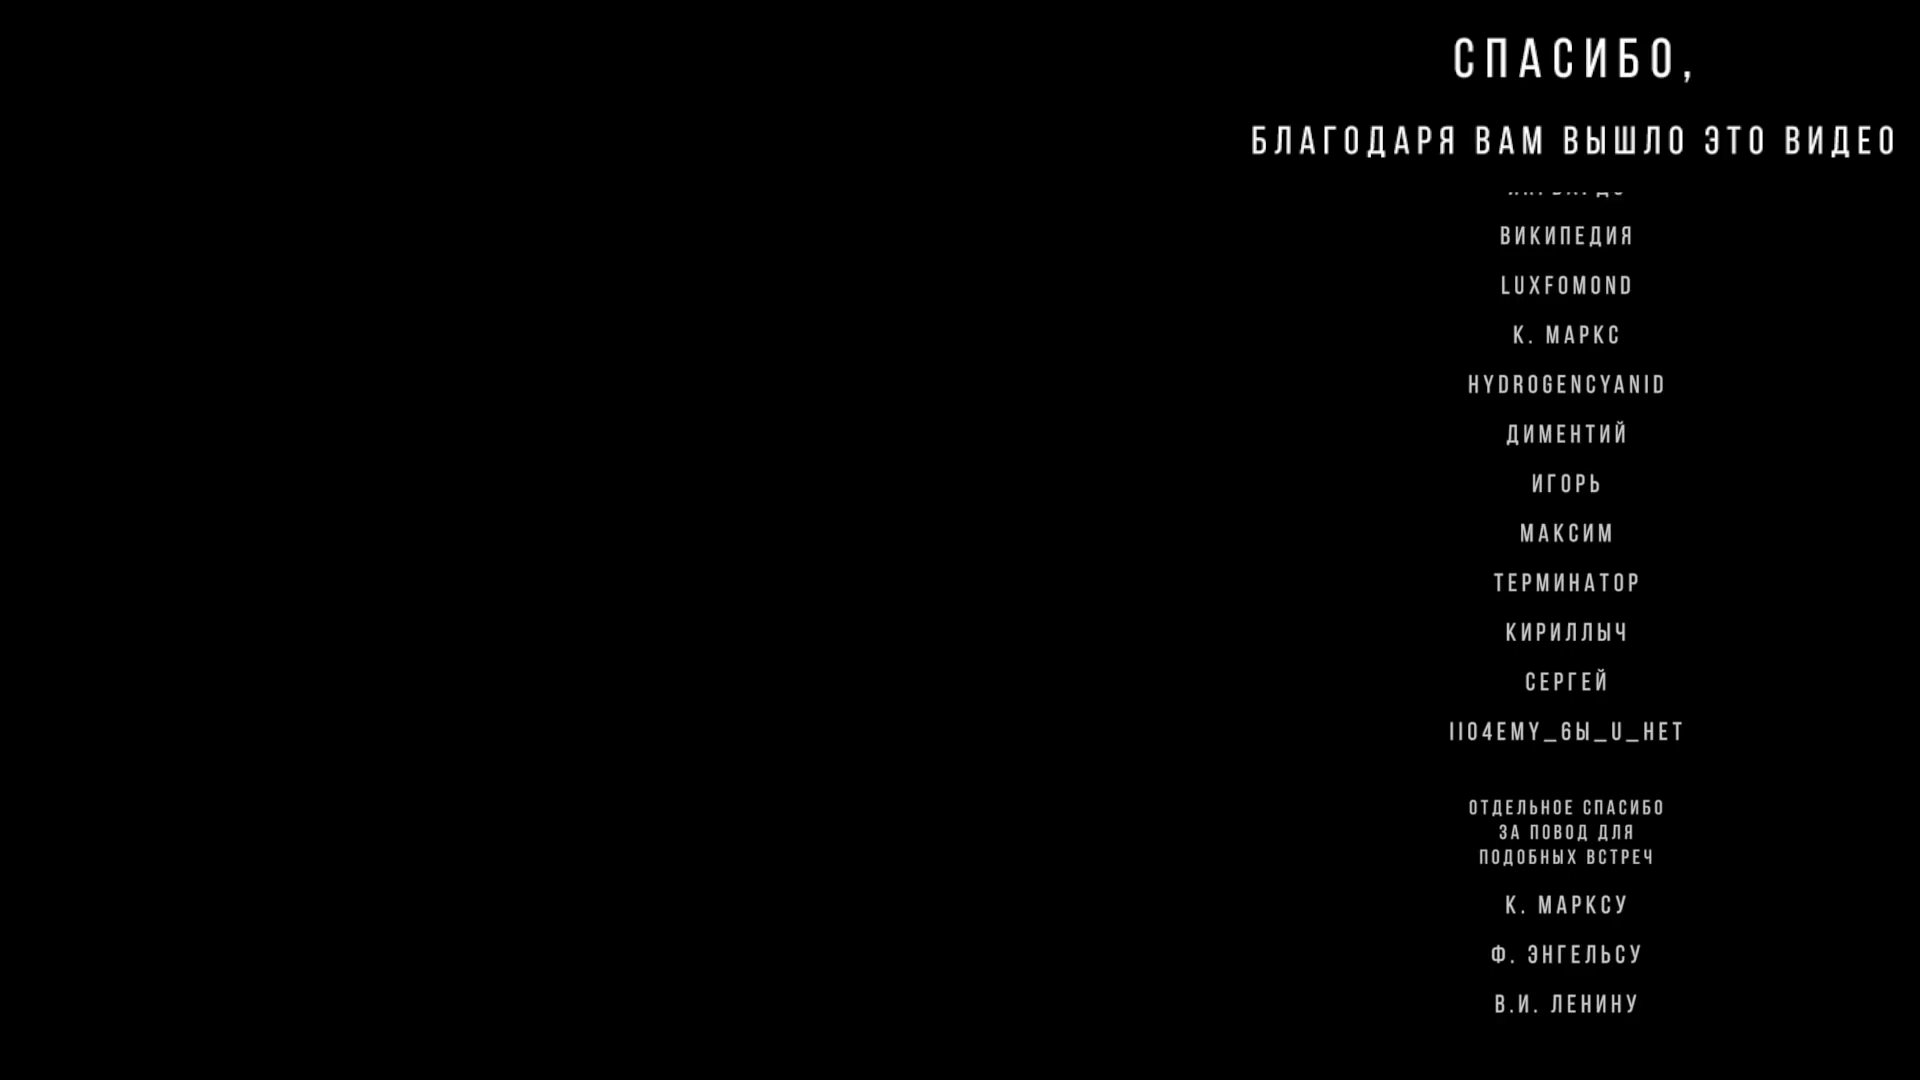 СПАСИБО,
БЛАГОДАРЯ ВАМ ВЫШЛО ЭТО ВИДЕО
ВИКИПЕДИЯ
LUXFOMOND
К. МАРКС
HYDROGENCYANID
ДИМЕНТИЙ
ИГОРЬ
МАКСИМ
ТЕРМИНАТОР
КИРИЛЛЫЧ
СЕРГЕЙ
IIO4EMY_6Ы_U_HET
ОТДЕЛЬНОЕ СПАСИБО
ЗА ПОВОД ДЛЯ
ПОДОБНЫХ ВСТРЕЧ
К. МАРКСУ
Ф. ЭНГЕЛЬСУ
В.И. ЛЕНИНУ